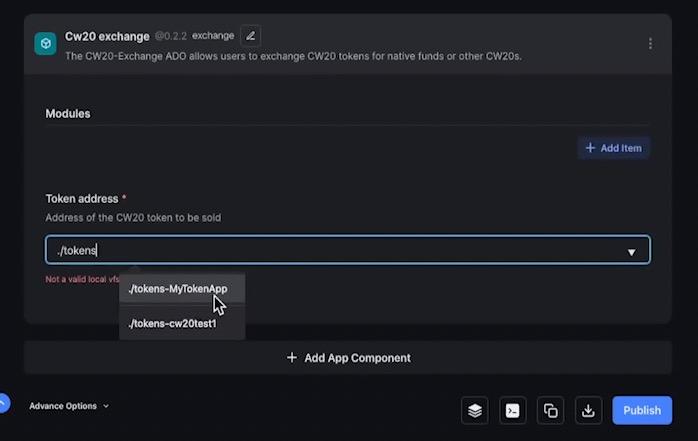 Cw20 exchange @0.2.2 exchange
The CW20-Exchange ADO allows users to exchange CW20 tokens for native funds or other CW20s.
Modules
+ Add Item
Token address *
Address of the CW20 token to be sold
./tokens
Not a valid local vfs
./tokens-MyTokenApp
./tokens-cw20test1
+ Add App Component
Advance Options
Publish